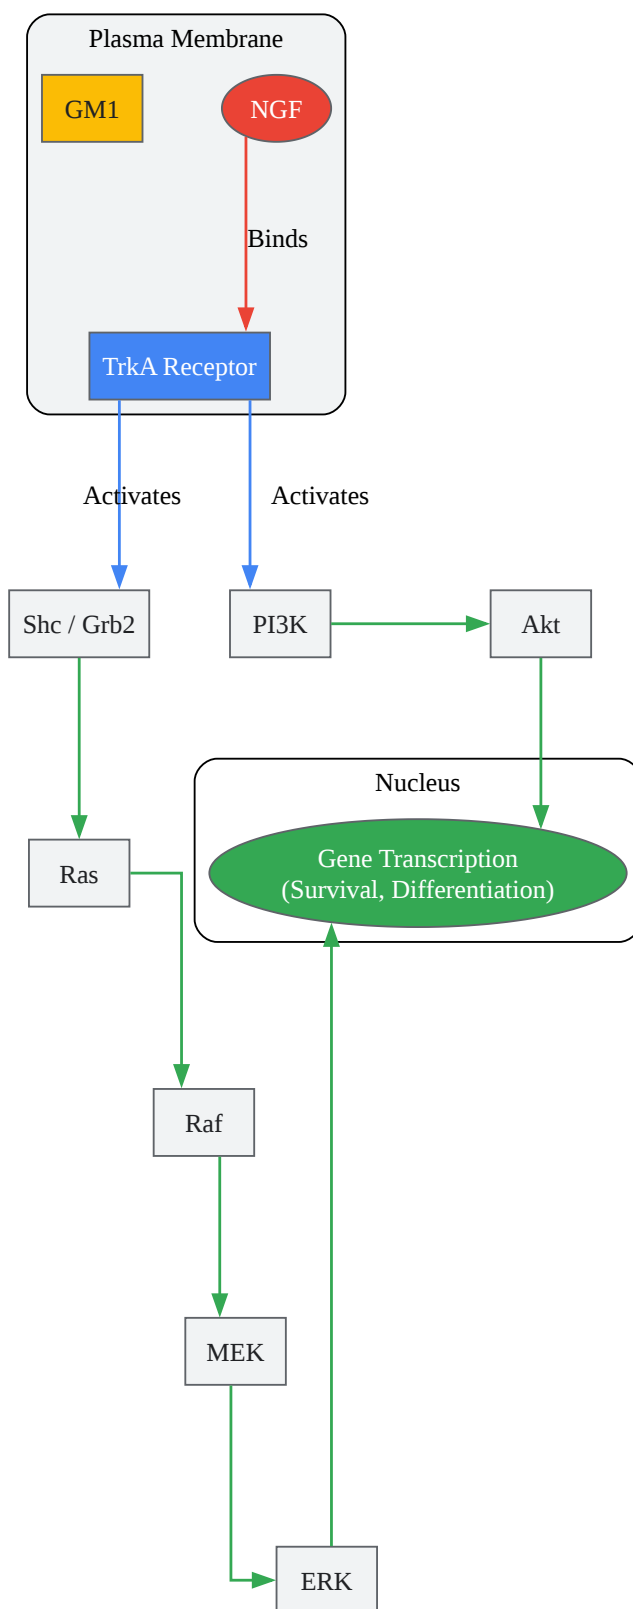 Plasma Membrane
GM1
NGF
Binds
TrkA Receptor
Activates
Activates
Shc / Grb2
PI3K
Akt
Nucleus
Gene Transcription
(Survival, Differentiation)
Ras
Raf
MEK
ERK